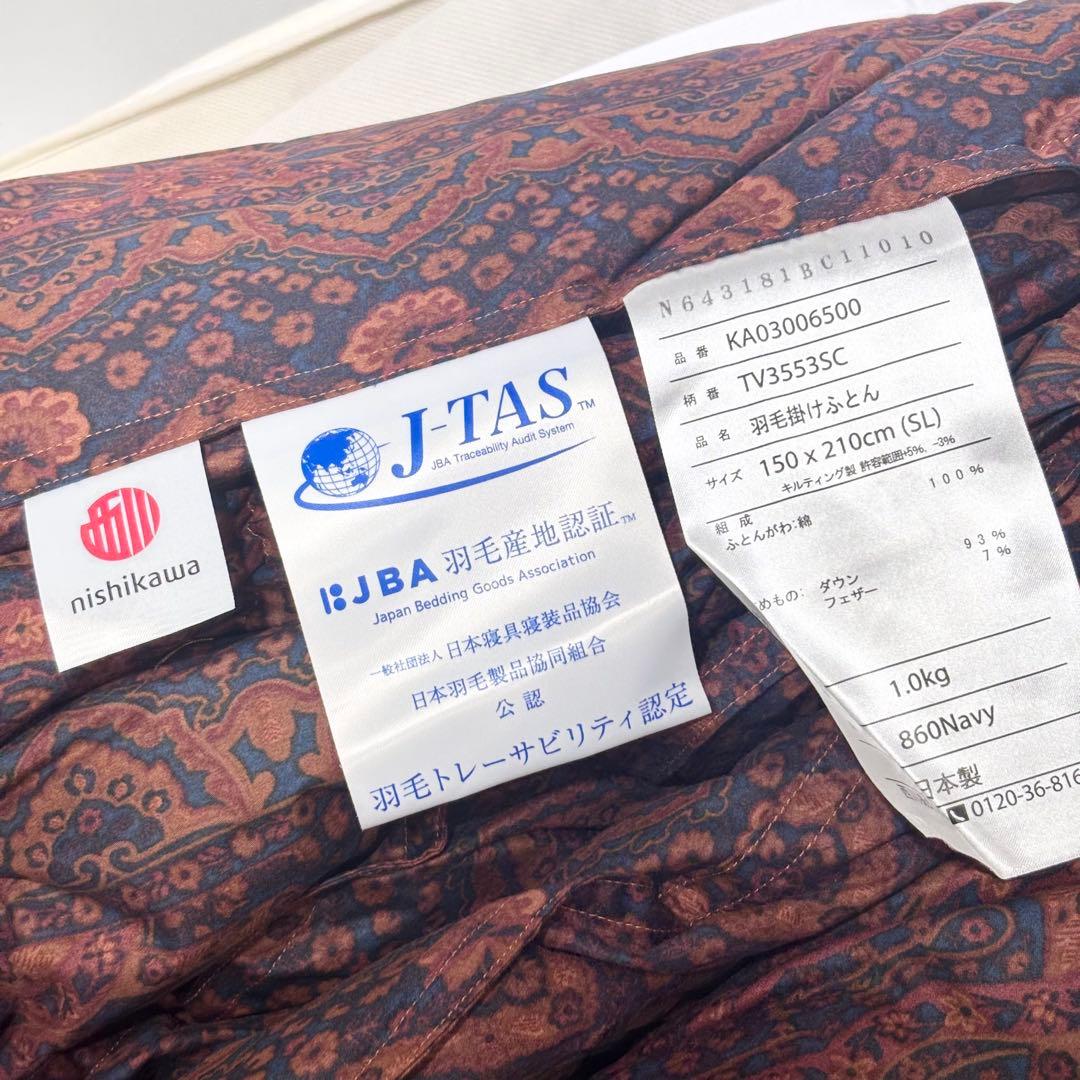 nishikawa
J-TAS™
JBA Traceability Audit System
JBA 羽毛産地認証™
Japan Bedding Goods Association
一般社団法人 日本寝具寝装品協会
日本羽毛製品協同組合
公認
羽毛トレーサビリティ認定
N643181BC11010
品番 KA03006500
柄番 TV3553SC
品名 羽毛掛けふとん
サイズ 150 x 210cm (SL)
キルティング製 許容範囲+5%、-3%
組成
ふとんがわ:綿 100%
めもの: ダウン 93%
フェザー 7%
1.0kg
860Navy
日本製
0120-36-816